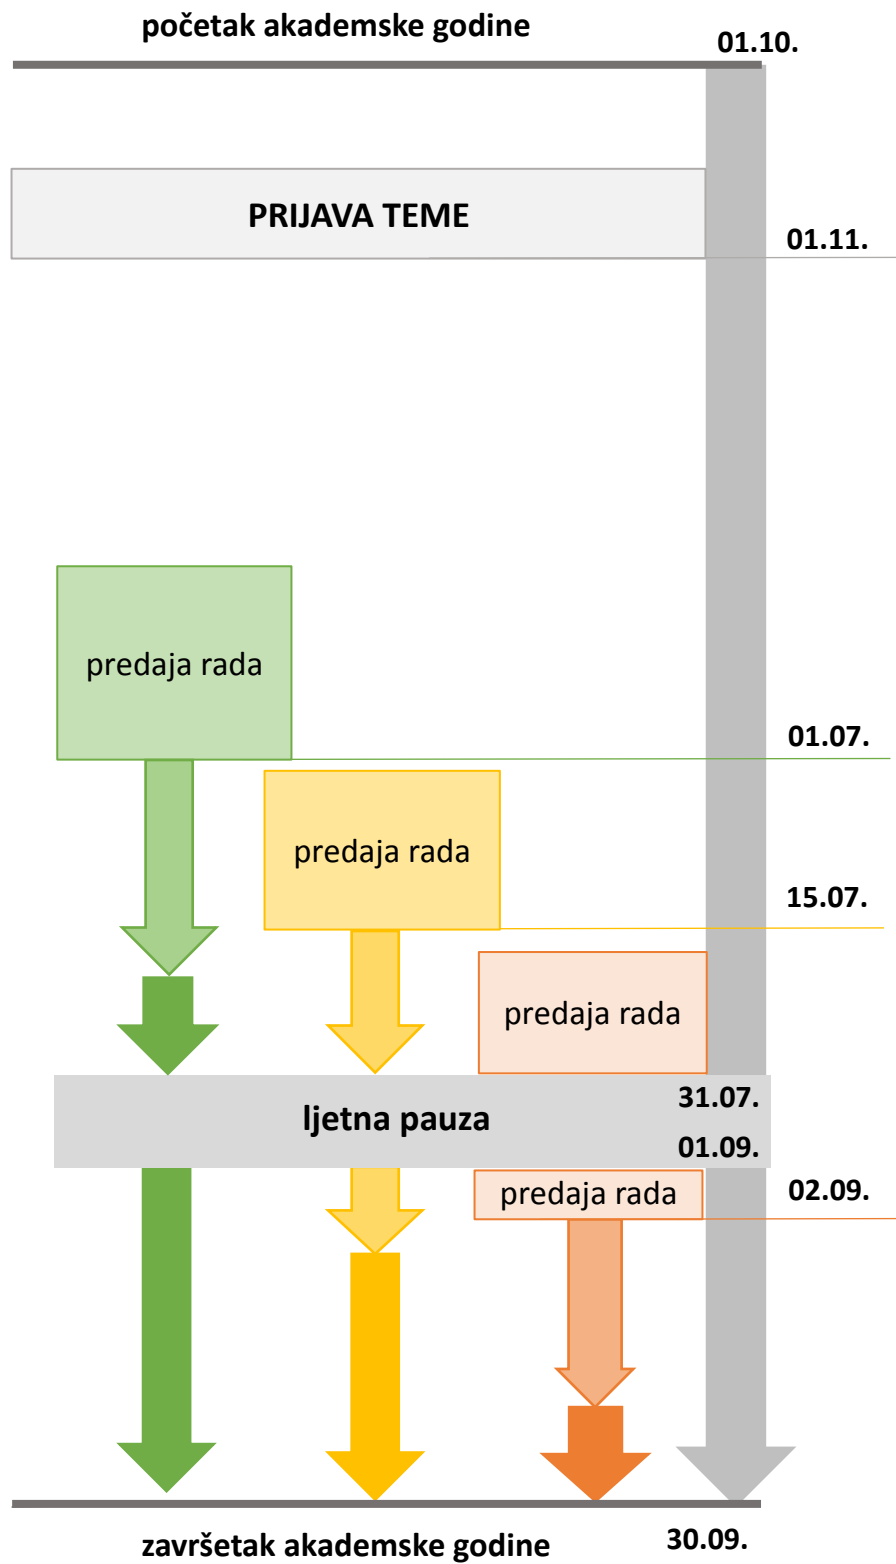 početak akademske godine
01.10.
PRIJAVA TEME
01.11.
predaja rada
01.07.
predaja rada
15.07.
predaja rada
31.07.
ljetna pauza
01.09.
predaja rada
02.09.
završetak akademske godine
30.09.